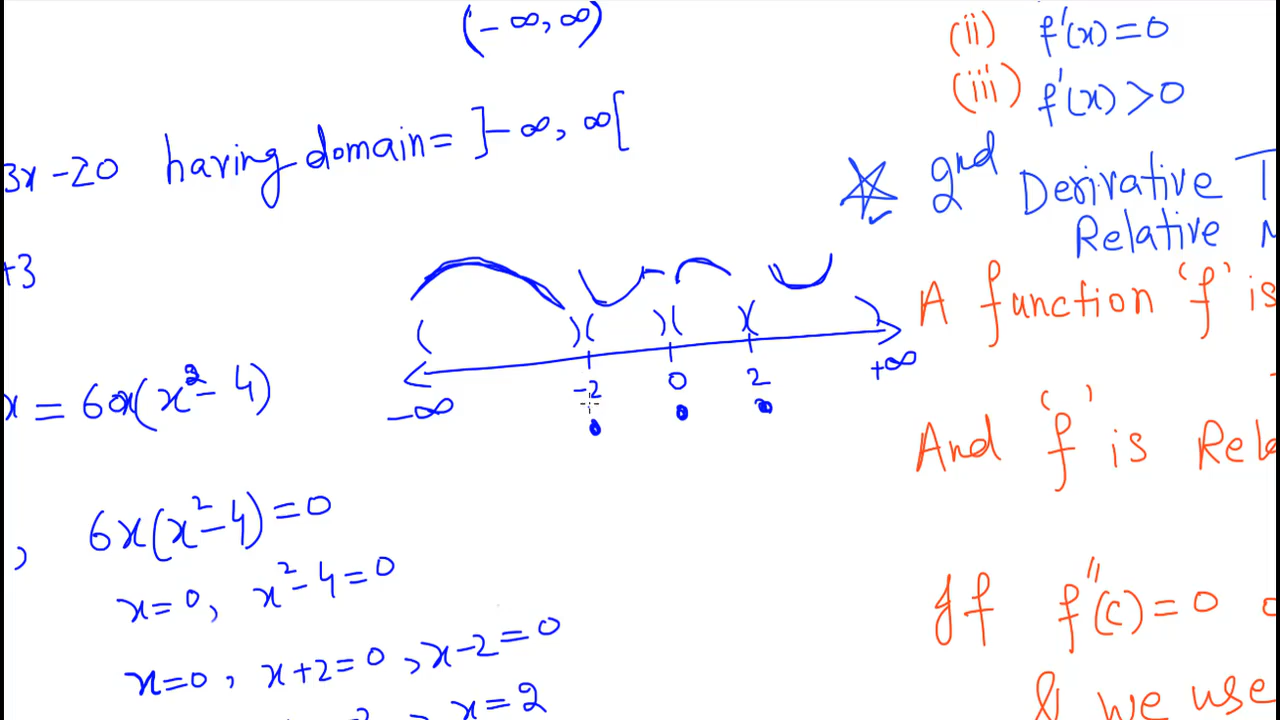 (-∞, ∞)
3x - 20 having domain = ]-∞, ∞[
+3
x = 60x(x² - 4)
)( )( )(
-2 0 2
-∞ +∞
, 6x(x² - 4) = 0
x = 0, x² - 4 = 0
x = 0, x + 2 = 0, x - 2 = 0
, x = 2
(ii) f'(x) = 0
(iii) f'(x) > 0
2nd Derivative T
Relative
A function 'f' is
And 'f' is Rel
If f''(c) = 0
& we use